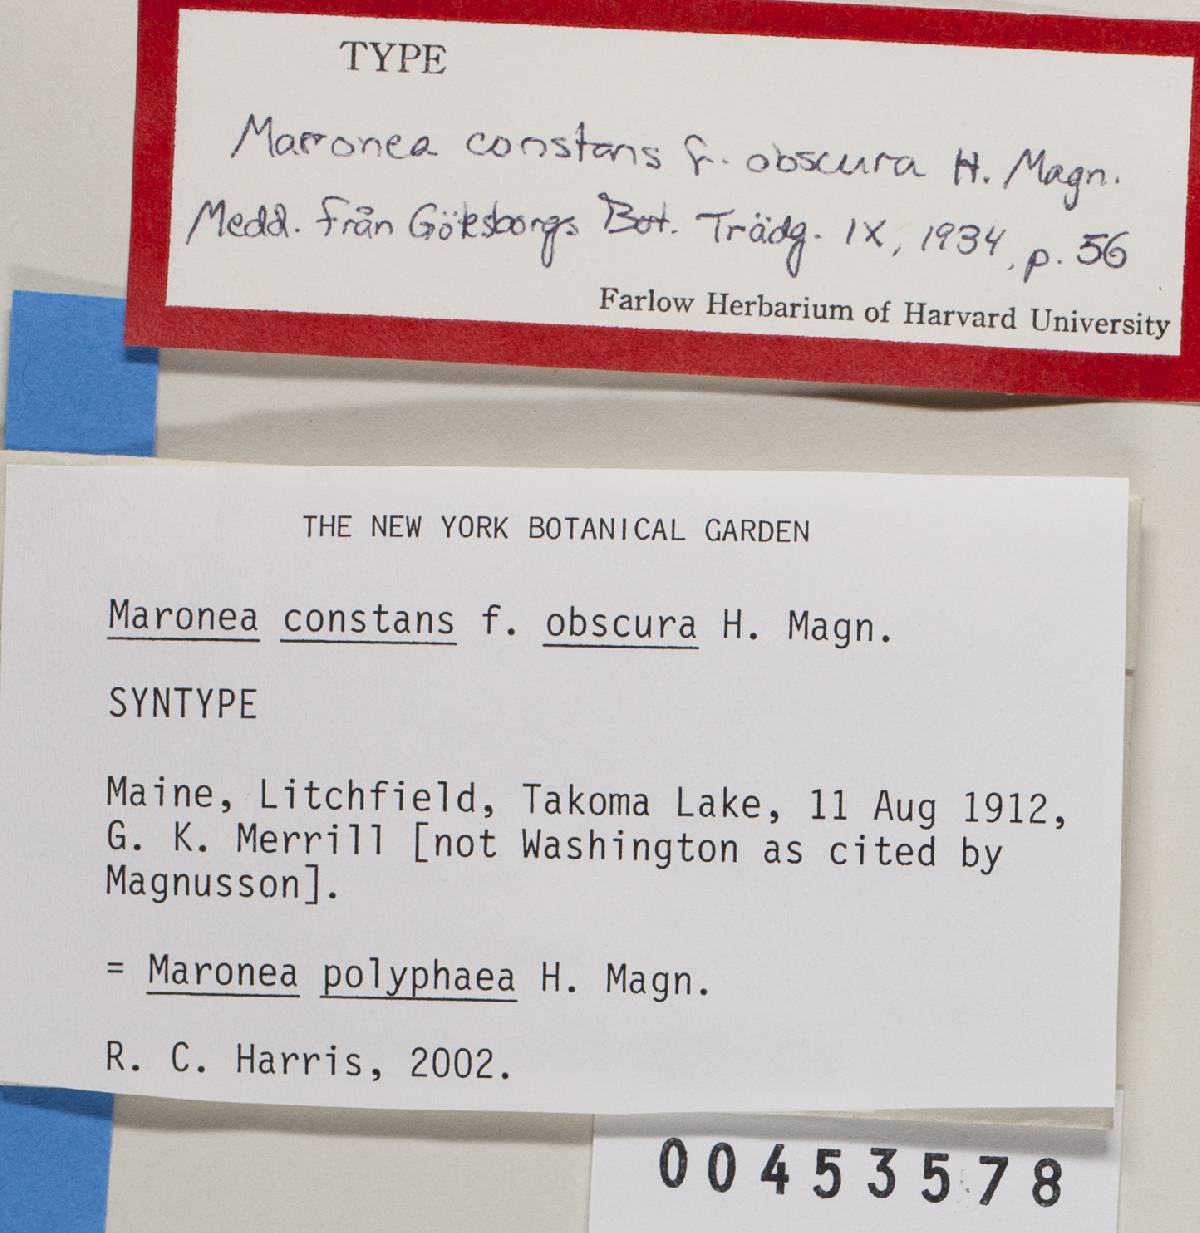 TYPE
Maronea constans f. obscura H. Magn.
Medd. från Göteborgs Bot. Trädg. IX, 1934, p. 56
Farlow Herbarium of Harvard University
THE NEW YORK BOTANICAL GARDEN
Maronea constans f. obscura H. Magn.
SYNTYPE
Maine, Litchfield, Takoma Lake, 11 Aug 1912,
G. K. Merrill [not Washington as cited by
Magnusson].
= Maronea polyphaea H. Magn.
R. C. Harris, 2002.
00453578